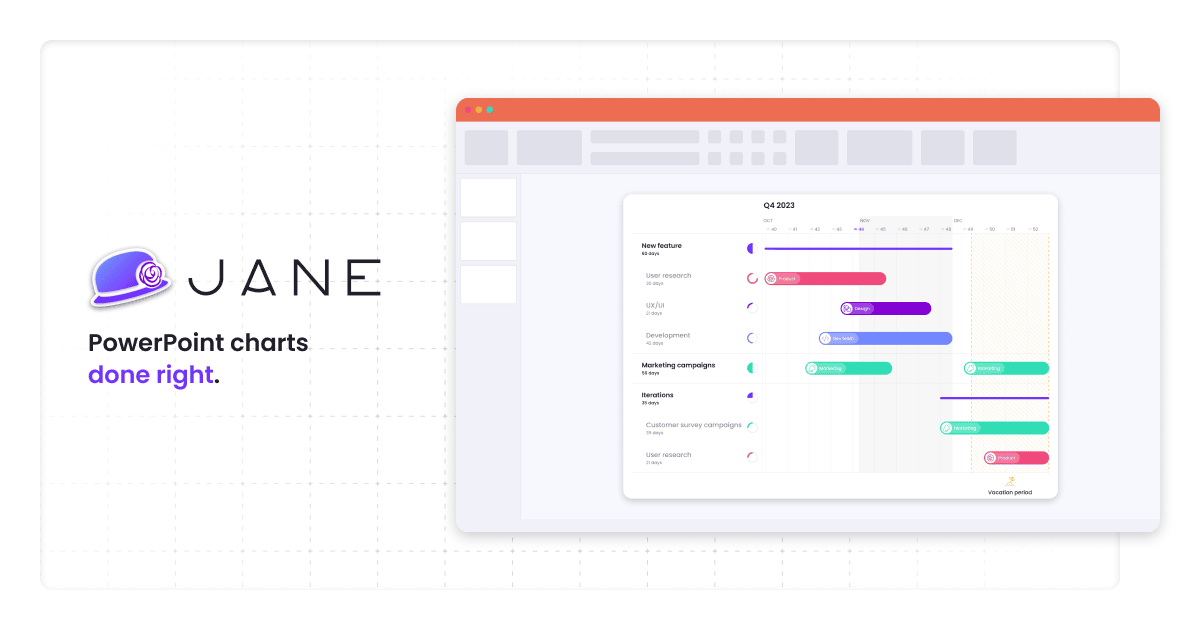 JANE
PowerPoint charts
done right.
Q4 2023
OCT NOV DEC
40 41 42 43 44 45 46 47 48 49 50 51 52
New feature
60 days
User research
30 days
Product
UX/UI
21 days
Design
Development
40 days
Dev team
Marketing campaigns
56 days
Marketing
Marketing
Iterations
35 days
Customer survey campaigns
35 days
Marketing
User research
21 days
Product
Vacation period